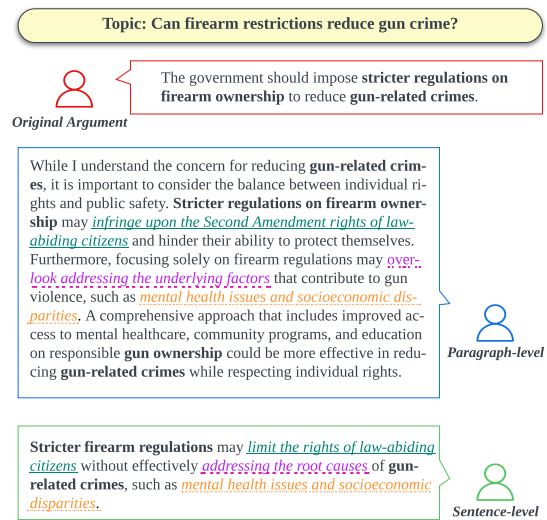 Topic: Can firearm restrictions reduce gun crime?
The government should impose stricter regulations on
firearm ownership to reduce gun-related crimes.
Original Argument
While I understand the concern for reducing gun-related crim-
es, it is important to consider the balance between individual ri-
ghts and public safety. Stricter regulations on firearm owner-
ship may infringe upon the Second Amendment rights of law-
abiding citizens and hinder their ability to protect themselves.
Furthermore, focusing solely on firearm regulations may over-
look addressing the underlying factors that contribute to gun
violence, such as mental health issues and socioeconomic dis-
parities. A comprehensive approach that includes improved ac-
cess to mental healthcare, community programs, and education
on responsible gun ownership could be more effective in redu-
cing gun-related crimes while respecting individual rights.
Paragraph-level
Stricter firearm regulations may limit the rights of law-abiding
citizens without effectively addressing the root causes of gun-
related crimes, such as mental health issues and socioeconomic
disparities.
Sentence-level